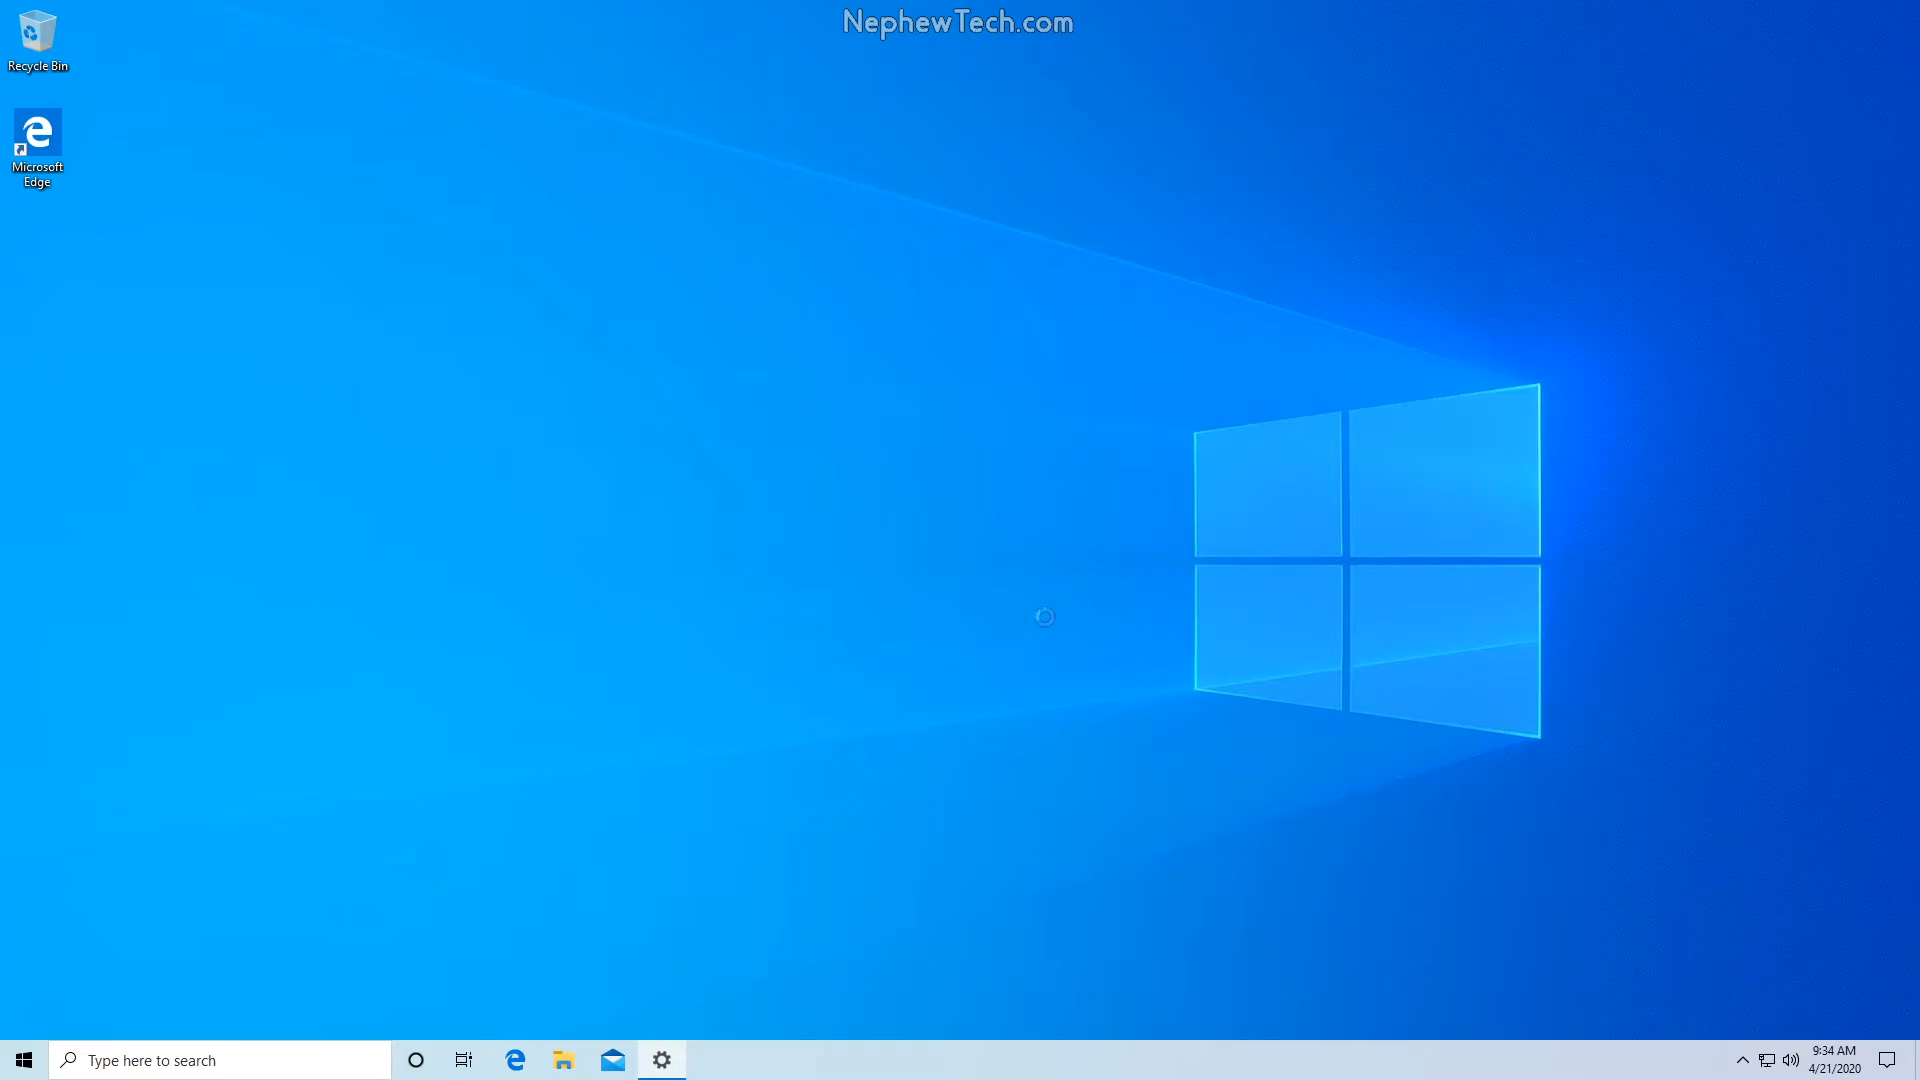 NephewTech.com
Recycle Bin
Microsoft
Edge
Type here to search
9:34 AM
4/21/2020